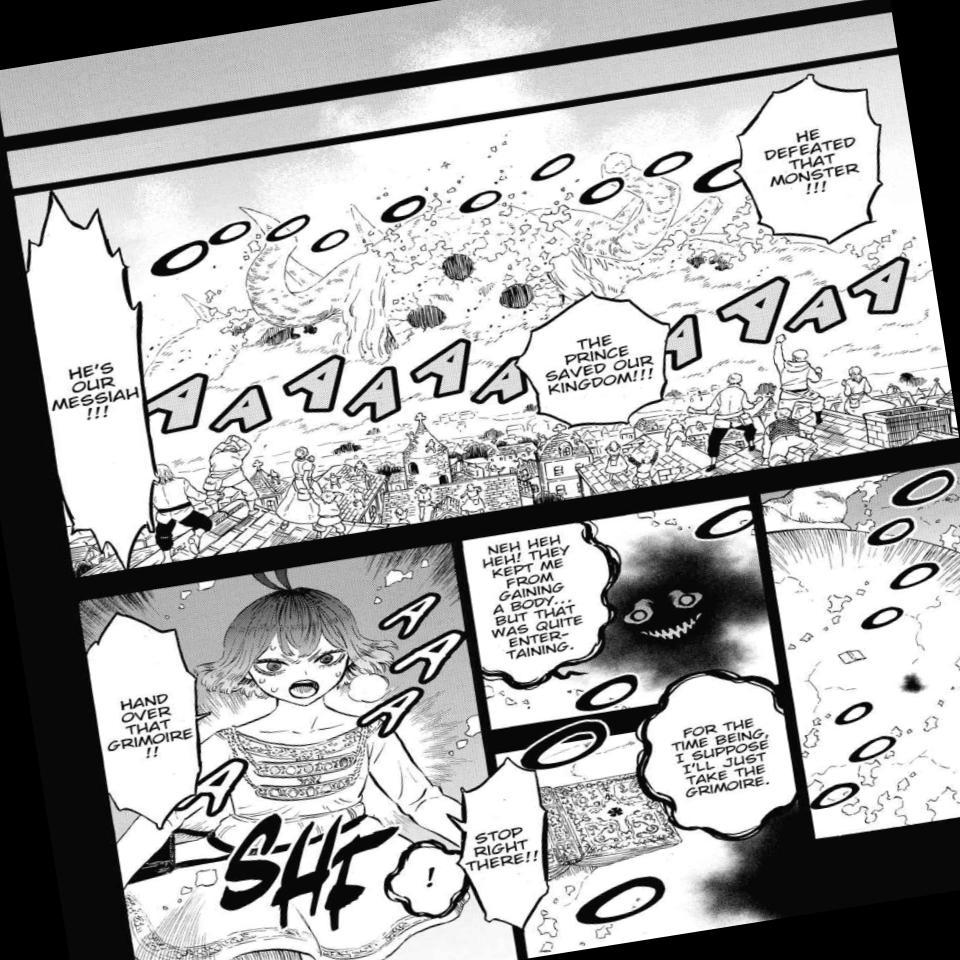 HE
DEFEATED
THAT
MONSTER
!!!
THE
PRINCE
SAVED OUR
KINGDOM!!!
HE'S
OUR
MESSIAH
!!!
OOOOOOOOOO
AAAAAAAAAA
NEH HEH
HEH! THEY
KEPT ME
FROM
GAINING
A BODY...
BUT THAT
WAS QUITE
ENTER-
TAINING.
FOR THE
TIME BEING,
I SUPPOSE
I'LL JUST
TAKE THE
GRIMOIRE.
STOP
RIGHT
THERE!!
!
HAND
OVER
THAT
GRIMOIRE
!!
AAAA
SHF